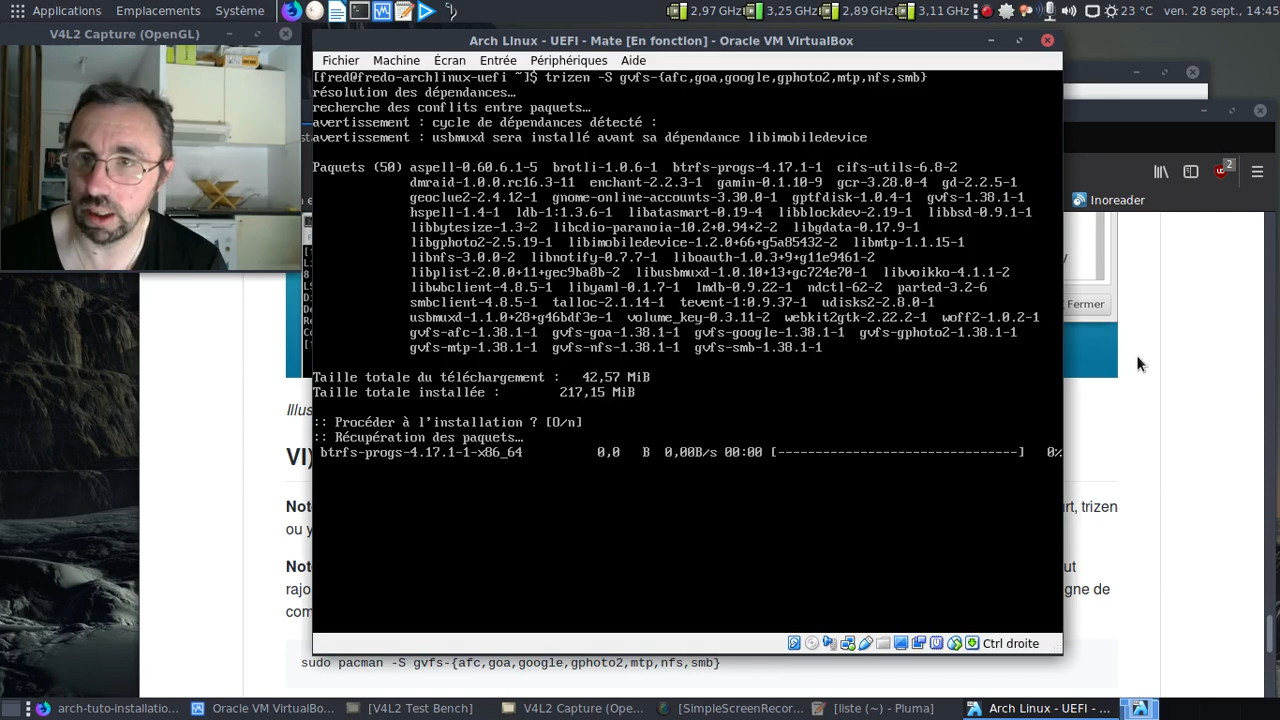 Applications Emplacements Système
2,97 GHz 3,25 GHz 2,89 GHz 3,11 GHz 23 °C ven. 28 sept., 14:45
V4L2 Capture (OpenGL)
Arch Linux - UEFI - Mate [En fonction] - Oracle VM VirtualBox
Fichier Machine Écran Entrée Périphériques Aide
[fred@fredo-archlinux-uefi ~]$ trizen -S gvfs-{afc,goa,google,gphoto2,mtp,nfs,smb}
résolution des dépendances…
recherche des conflits entre paquets…
avertissement : cycle de dépendances détecté :
avertissement : usbmuxd sera installé avant sa dépendance libimobiledevice
Paquets (50) aspell-0.60.6.1-5 brotli-1.0.6-1 btrfs-progs-4.17.1-1 cifs-utils-6.8-2
dmraid-1.0.0.rc16.3-11 enchant-2.2.3-1 gamin-0.1.10-9 gcr-3.28.0-4 gd-2.2.5-1
geoclue2-2.4.12-1 gnome-online-accounts-3.30.0-1 gptfdisk-1.0.4-1 gvfs-1.38.1-1
hspell-1.4-1 ldb-1:1.3.6-1 libatasmart-0.19-4 libblockdev-2.19-1 libbsd-0.9.1-1
libbytesize-1.3-2 libcdio-paranoia-10.2+0.94+2-2 libgdata-0.17.9-1
libgphoto2-2.5.19-1 libimobiledevice-1.2.0+66+g5a85432-2 libmtp-1.1.15-1
libnfs-3.0.0-2 libnotify-0.7.7-1 liboauth-1.0.3+9+g11e9461-2
libplist-2.0.0+11+gec9ba8b-2 libusbmuxd-1.0.10+13+gc724e70-1 libvoikko-4.1.1-2
libwbclient-4.8.5-1 libyaml-0.1.7-1 lmdb-0.9.22-1 ndctl-62-2 parted-3.2-6
smbclient-4.8.5-1 talloc-2.1.14-1 tevent-1:0.9.37-1 udisks2-2.8.0-1
usbmuxd-1.1.0+28+g46bdf3e-1 volume_key-0.3.11-2 webkit2gtk-2.22.2-1 woff2-1.0.2-1
gvfs-afc-1.38.1-1 gvfs-goa-1.38.1-1 gvfs-google-1.38.1-1 gvfs-gphoto2-1.38.1-1
gvfs-mtp-1.38.1-1 gvfs-nfs-1.38.1-1 gvfs-smb-1.38.1-1
Taille totale du téléchargement : 42,57 MiB
Taille totale installée : 217,15 MiB
:: Procéder à l'installation ? [O/n]
:: Récupération des paquets…
btrfs-progs-4.17.1-1-x86_64 0,0 B 0,00B/s 00:00 [--------------------------------] 0%
Ctrl droite
2
Inoreader
Fermer
Illus
VI)
Not urt, trizen
ou y
Not ut
rajo gne de
com
sudo pacman -S gvfs-{afc,goa,google,gphoto2,mtp,nfs,smb}
arch-tuto-installatio... Oracle VM VirtualBo... [V4L2 Test Bench] V4L2 Capture (Ope... [SimpleScreenRecor... [liste (~) - Pluma] Arch Linux - UEFI - ...